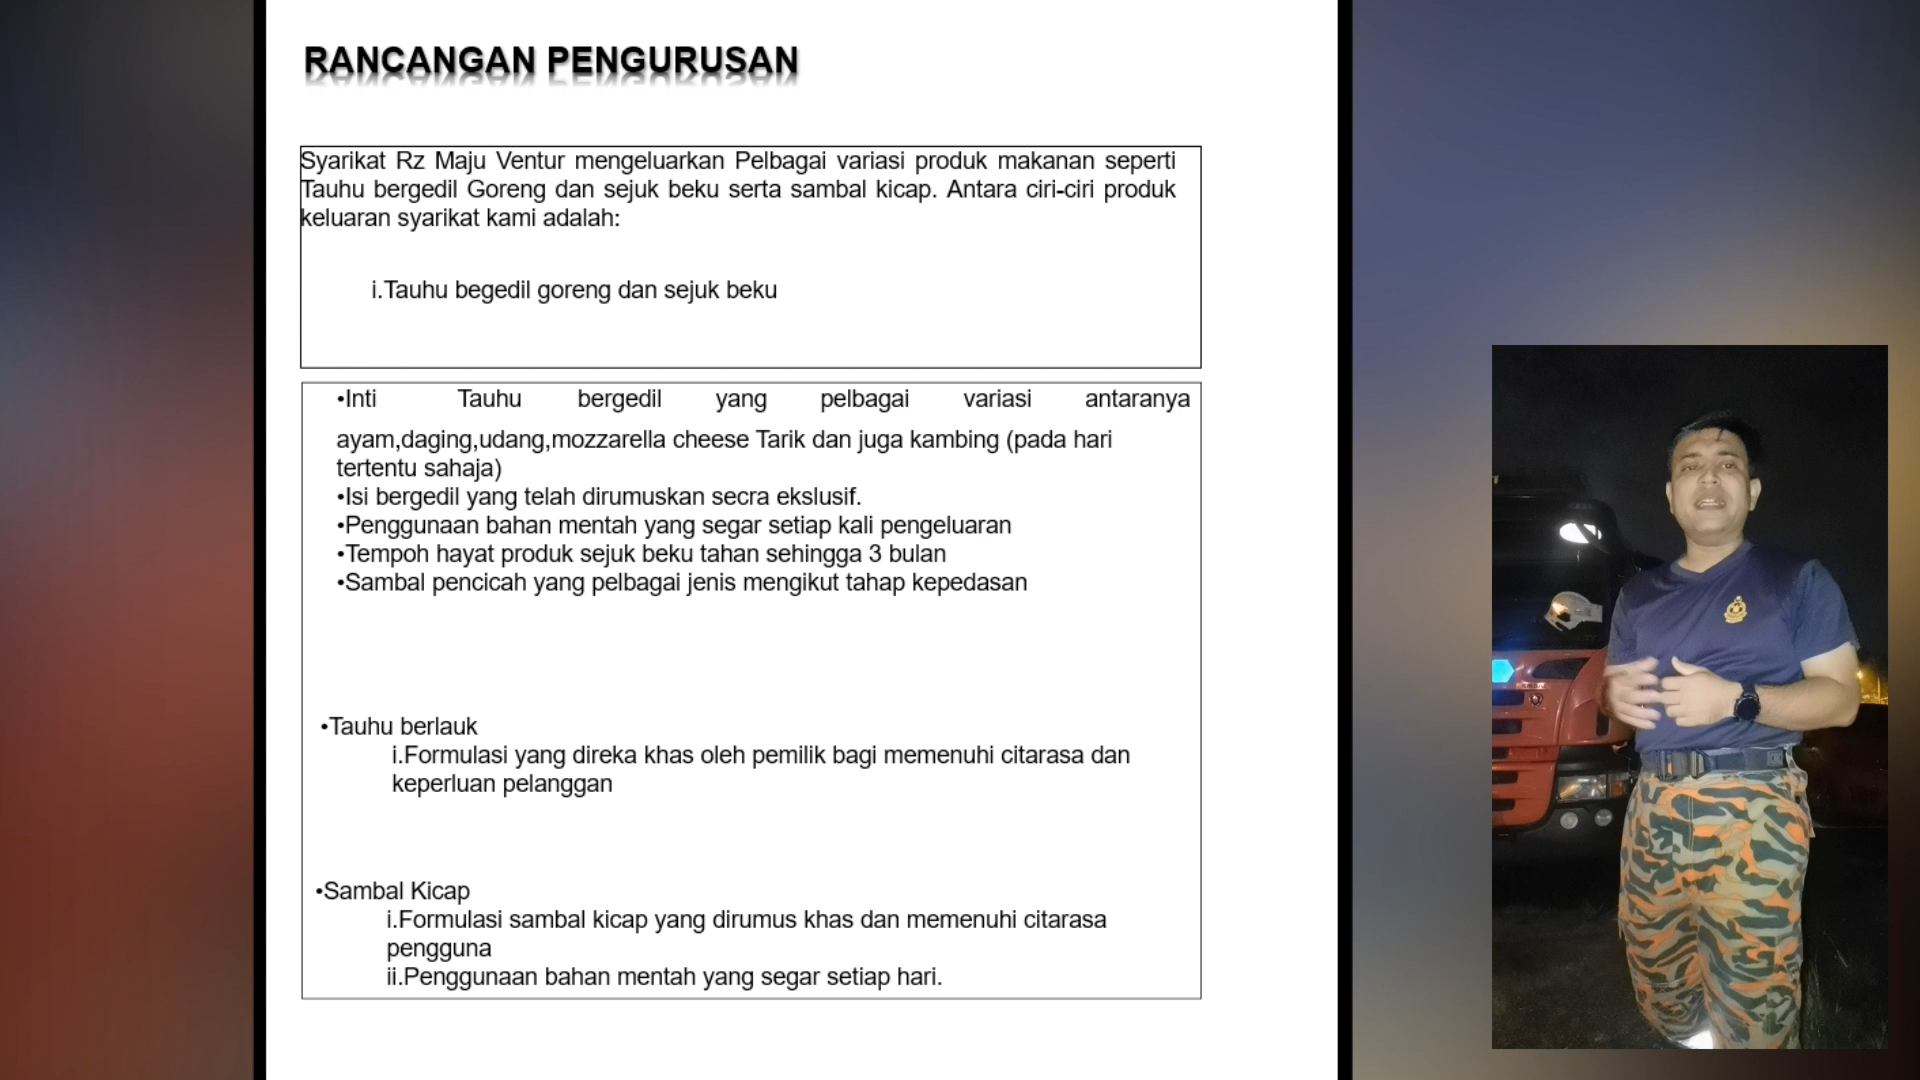 RANCANGAN PENGURUSAN
Syarikat Rz Maju Ventur mengeluarkan Pelbagai variasi produk makanan seperti
Tauhu bergedil Goreng dan sejuk beku serta sambal kicap. Antara ciri-ciri produk
keluaran syarikat kami adalah:
i.Tauhu begedil goreng dan sejuk beku
•Inti Tauhu bergedil yang pelbagai variasi antaranya
ayam,daging,udang,mozzarella cheese Tarik dan juga kambing (pada hari
tertentu sahaja)
•Isi bergedil yang telah dirumuskan secra ekslusif.
•Penggunaan bahan mentah yang segar setiap kali pengeluaran
•Tempoh hayat produk sejuk beku tahan sehingga 3 bulan
•Sambal pencicah yang pelbagai jenis mengikut tahap kepedasan
•Tauhu berlauk
i.Formulasi yang direka khas oleh pemilik bagi memenuhi citarasa dan
keperluan pelanggan
•Sambal Kicap
i.Formulasi sambal kicap yang dirumus khas dan memenuhi citarasa
pengguna
ii.Penggunaan bahan mentah yang segar setiap hari.